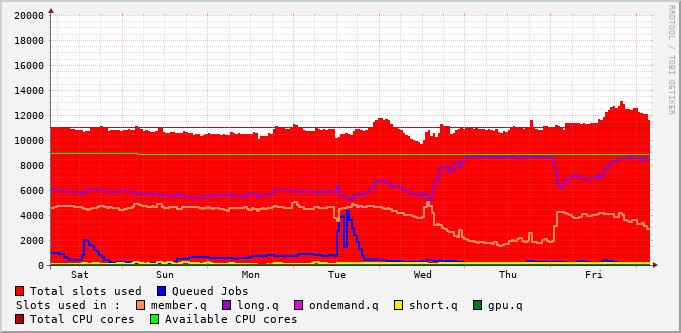 20000
18000
16000
14000
12000
10000
8000
6000
4000
2000
0
Sat Sun Mon Tue Wed Thu Fri
RRDTOOL / TOBI OETIKER
Total slots used Queued Jobs
Slots used in : member.q long.q ondemand.q short.q gpu.q
Total CPU cores Available CPU cores